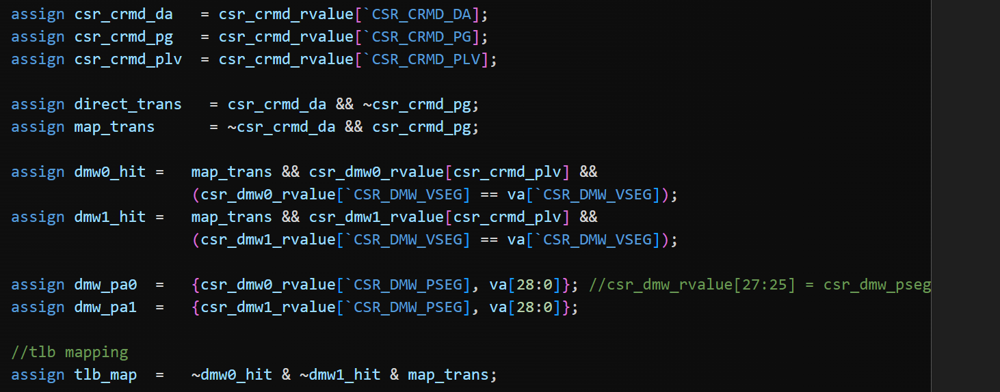 assign csr_crmd_da   = csr_crmd_rvalue[`CSR_CRMD_DA];
assign csr_crmd_pg   = csr_crmd_rvalue[`CSR_CRMD_PG];
assign csr_crmd_plv  = csr_crmd_rvalue[`CSR_CRMD_PLV];
assign direct_trans   = csr_crmd_da && ~csr_crmd_pg;
assign map_trans      = ~csr_crmd_da && csr_crmd_pg;
assign dmw0_hit =   map_trans && csr_dmw0_rvalue[csr_crmd_plv] &&
(csr_dmw0_rvalue[`CSR_DMW_VSEG] == va[`CSR_DMW_VSEG]);
assign dmw1_hit =   map_trans && csr_dmw1_rvalue[csr_crmd_plv] &&
(csr_dmw1_rvalue[`CSR_DMW_VSEG] == va[`CSR_DMW_VSEG]);
assign dmw_pa0  =   {csr_dmw0_rvalue[`CSR_DMW_PSEG], va[28:0]}; //csr_dmw_rvalue[27:25] = csr_dmw_pseg
assign dmw_pa1  =   {csr_dmw1_rvalue[`CSR_DMW_PSEG], va[28:0]};
//tlb mapping
assign tlb_map  =   ~dmw0_hit & ~dmw1_hit & map_trans;